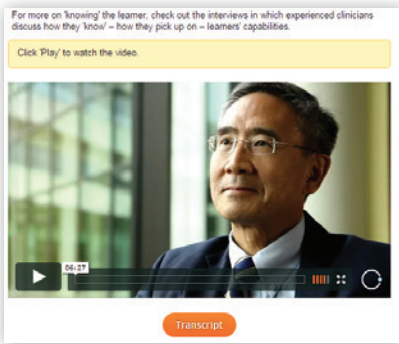 For more on 'knowing' the learner, check out the interviews in which experienced clinicians
discuss how they 'know' – how they pick up on – learners' capabilities.
Click 'Play' to watch the video.
06:27
Transcript